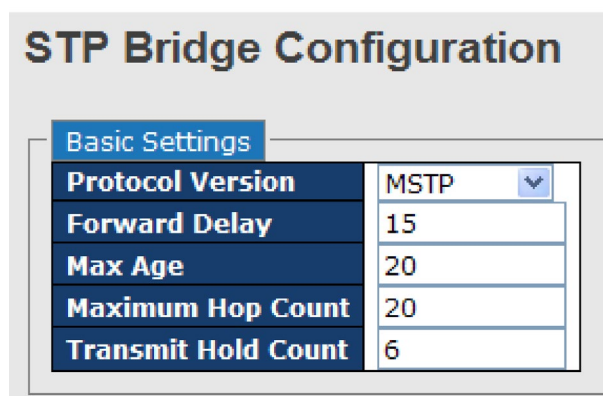 STP Bridge Configuration
Basic Settings
Protocol Version MSTP
Forward Delay 15
Max Age 20
Maximum Hop Count 20
Transmit Hold Count 6